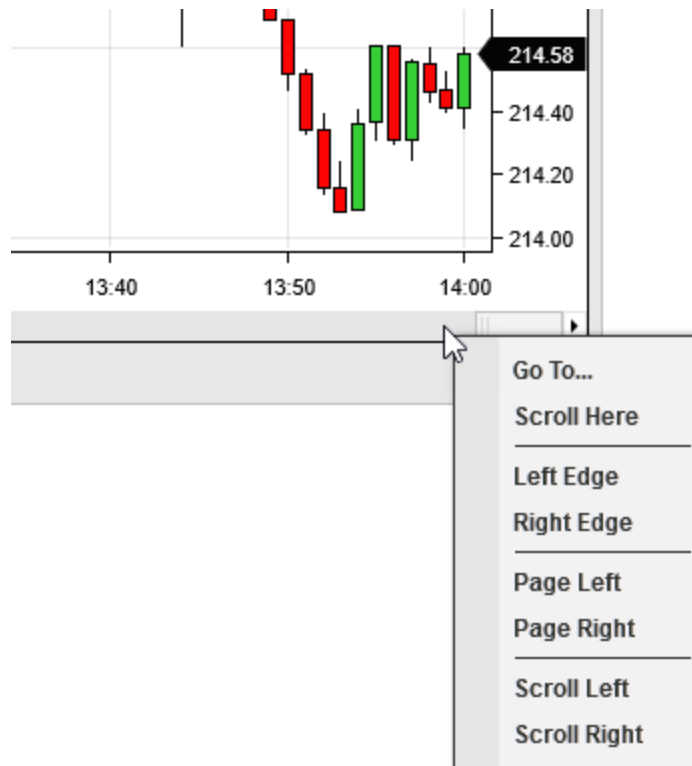 214.58
214.40
214.20
214.00
13:40 13:50 14:00
Go To...
Scroll Here
Left Edge
Right Edge
Page Left
Page Right
Scroll Left
Scroll Right